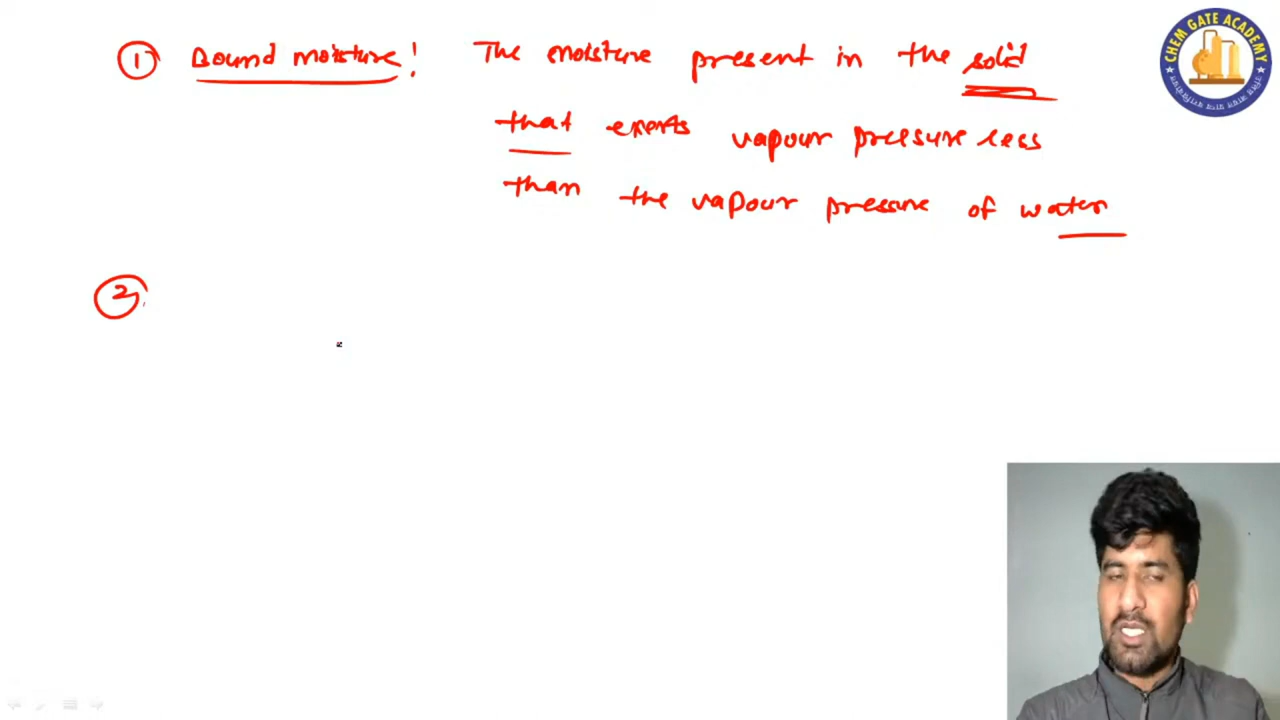 ① Bound moisture! The moisture present in the solid
that exerts vapour pressure less
than the vapour pressure of water
②
CHEM GATE ACADEMY